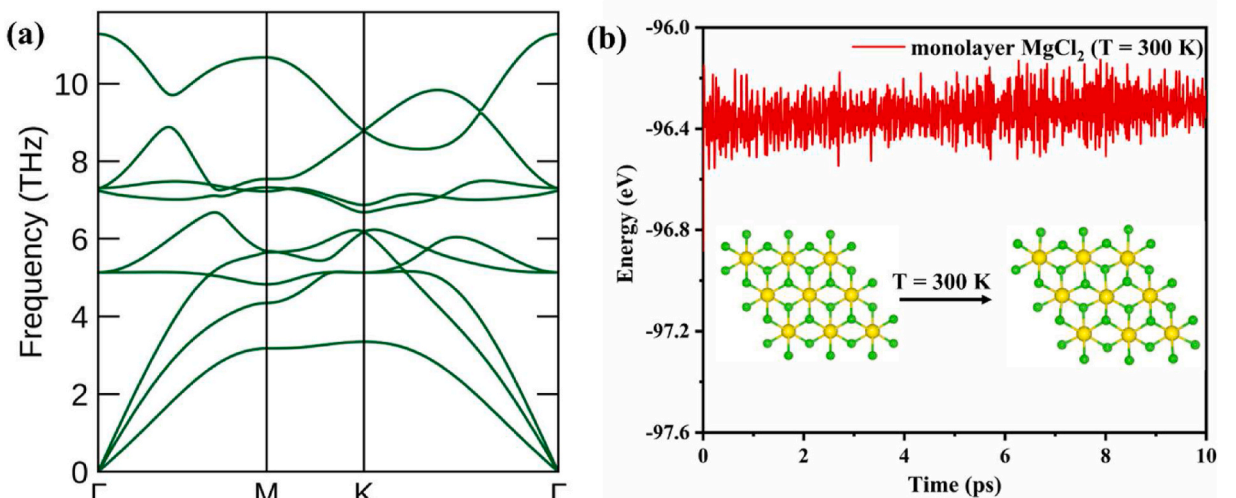 (a)
Frequency (THz)
10
8
6
4
2
0
Γ M K Γ
(b)
monolayer MgCl₂ (T = 300 K)
Energy (eV)
-96.0
-96.4
-96.8
-97.2
-97.6
T = 300 K
0 2 4 6 8 10
Time (ps)